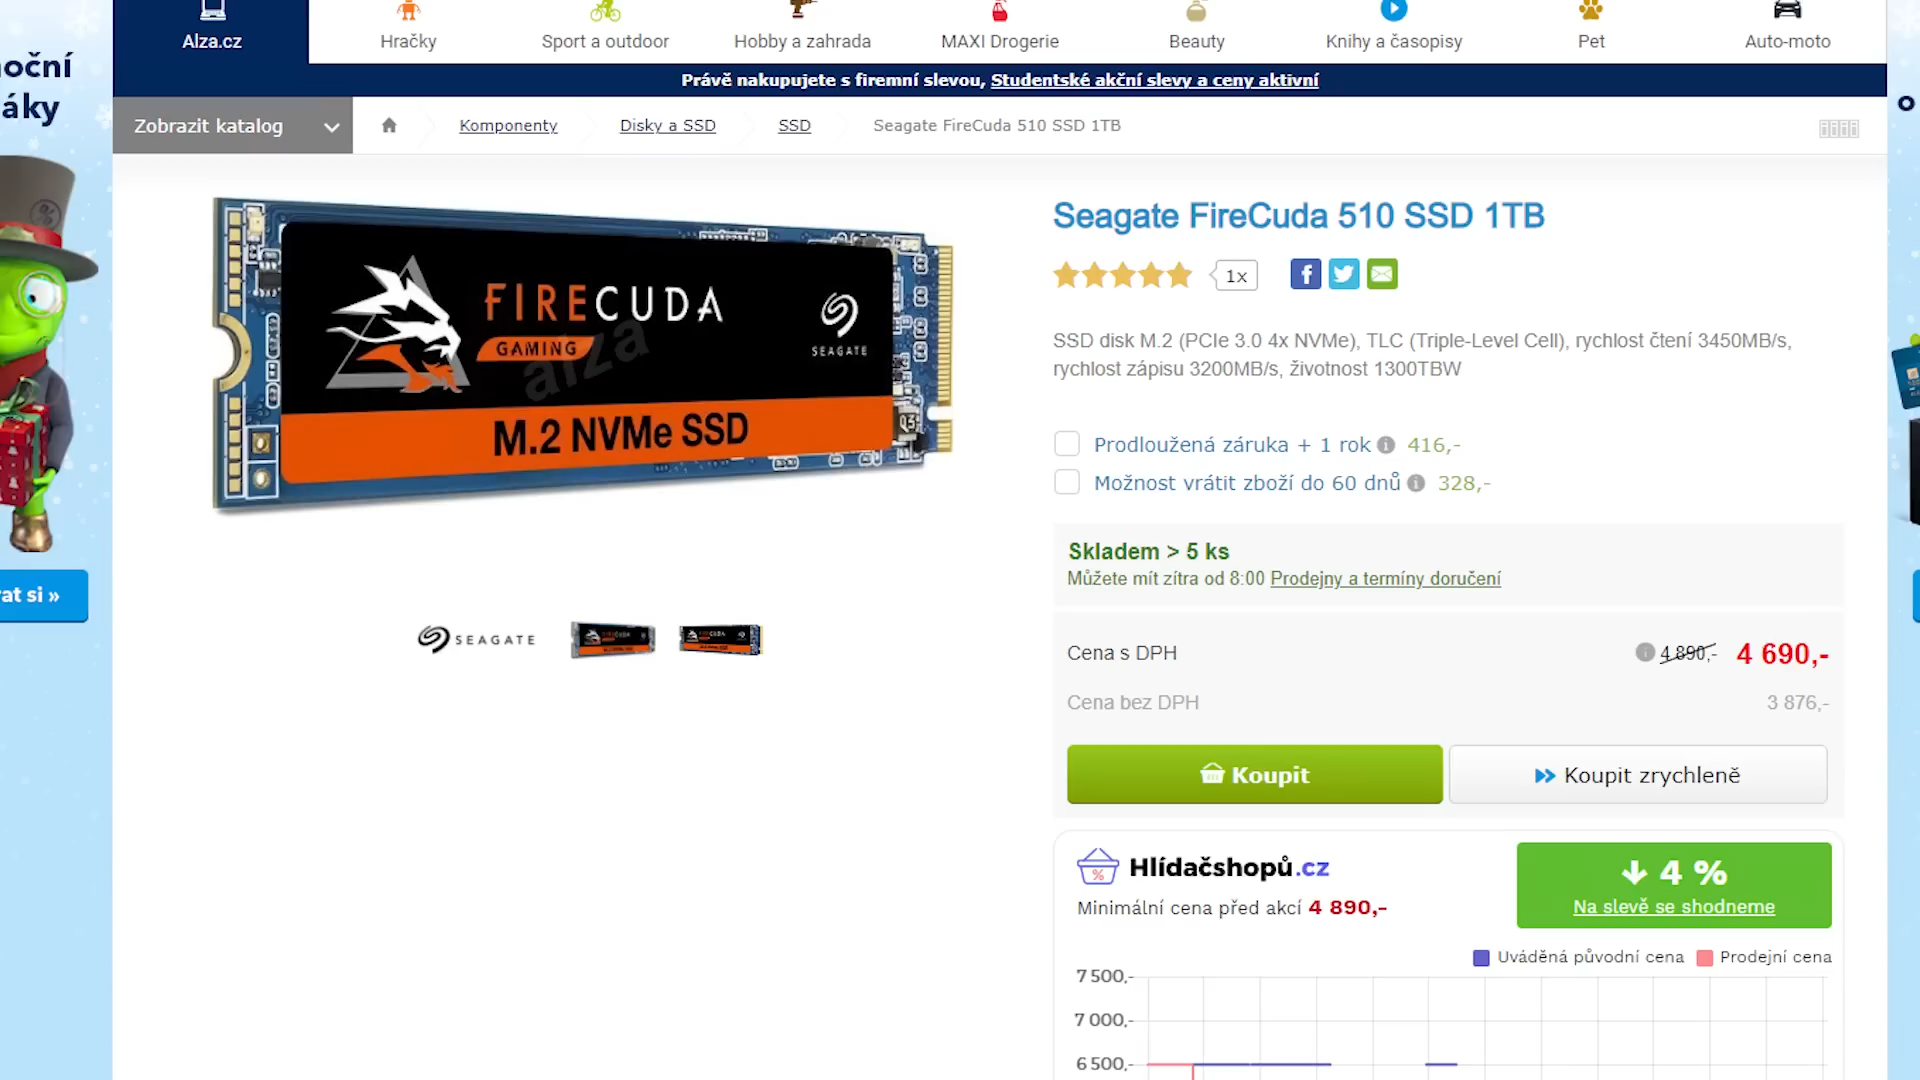 Alza.cz
Hračky
Sport a outdoor
Hobby a zahrada
MAXI Drogerie
Beauty
Knihy a časopisy
Pet
Auto-moto
Právě nakupujete s firemní slevou, Studentské akční slevy a ceny aktivní
Zobrazit katalog
Komponenty
Disky a SSD
SSD
Seagate FireCuda 510 SSD 1TB
FIRECUDA
GAMING
SEAGATE
alza
M.2 NVMe SSD
SEAGATE
at si »
Seagate FireCuda 510 SSD 1TB
1x
SSD disk M.2 (PCIe 3.0 4x NVMe), TLC (Triple-Level Cell), rychlost čtení 3450MB/s,
rychlost zápisu 3200MB/s, životnost 1300TBW
Prodloužená záruka + 1 rok 416,-
Možnost vrátit zboží do 60 dnů 328,-
Skladem > 5 ks
Můžete mít zítra od 8:00 Prodejny a termíny doručení
Cena s DPH 4 890,- 4 690,-
Cena bez DPH 3 876,-
Koupit
Koupit zrychleně
Hlídačshopů.cz
Minimální cena před akcí 4 890,-
4 %
Na slevě se shodneme
Uváděná původní cena
Prodejní cena
7 500,-
7 000,-
6 500,-